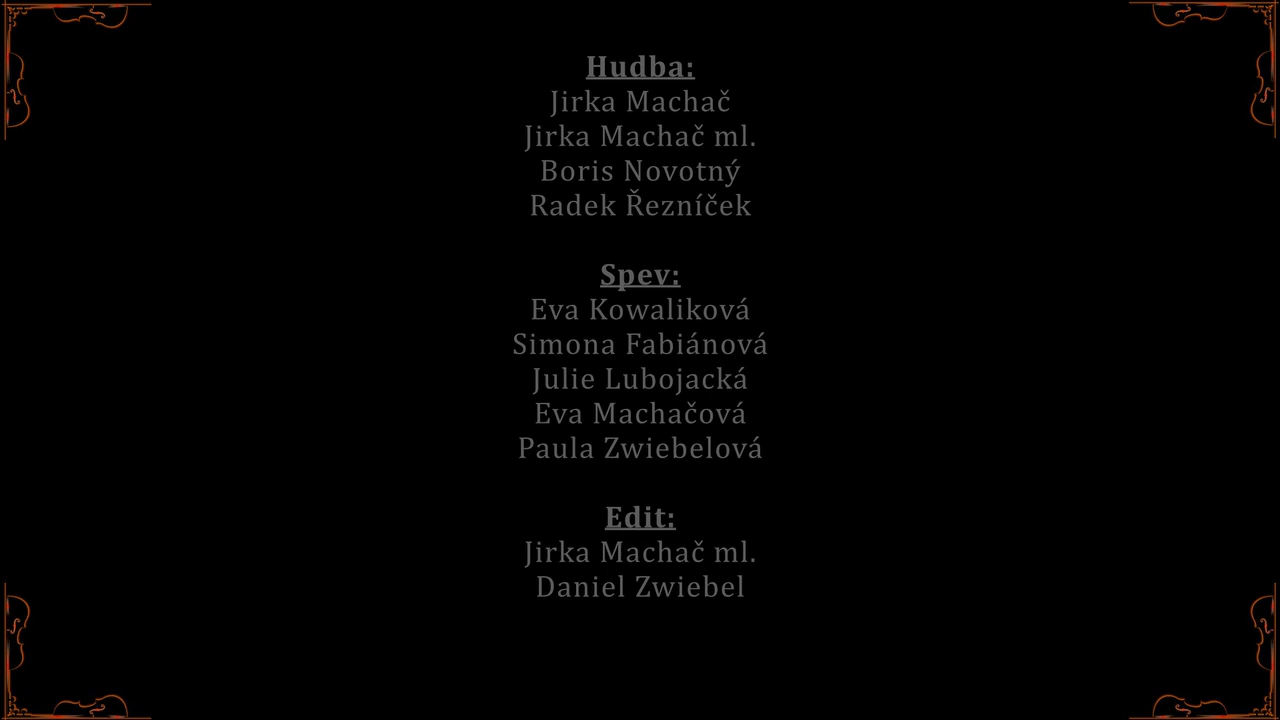 Hudba:
Jirka Machač
Jirka Machač ml.
Boris Novotný
Radek Řezníček
Spev:
Eva Kowaliková
Simona Fabiánová
Julie Lubojacká
Eva Machačová
Paula Zwiebelová
Edit:
Jirka Machač ml.
Daniel Zwiebel